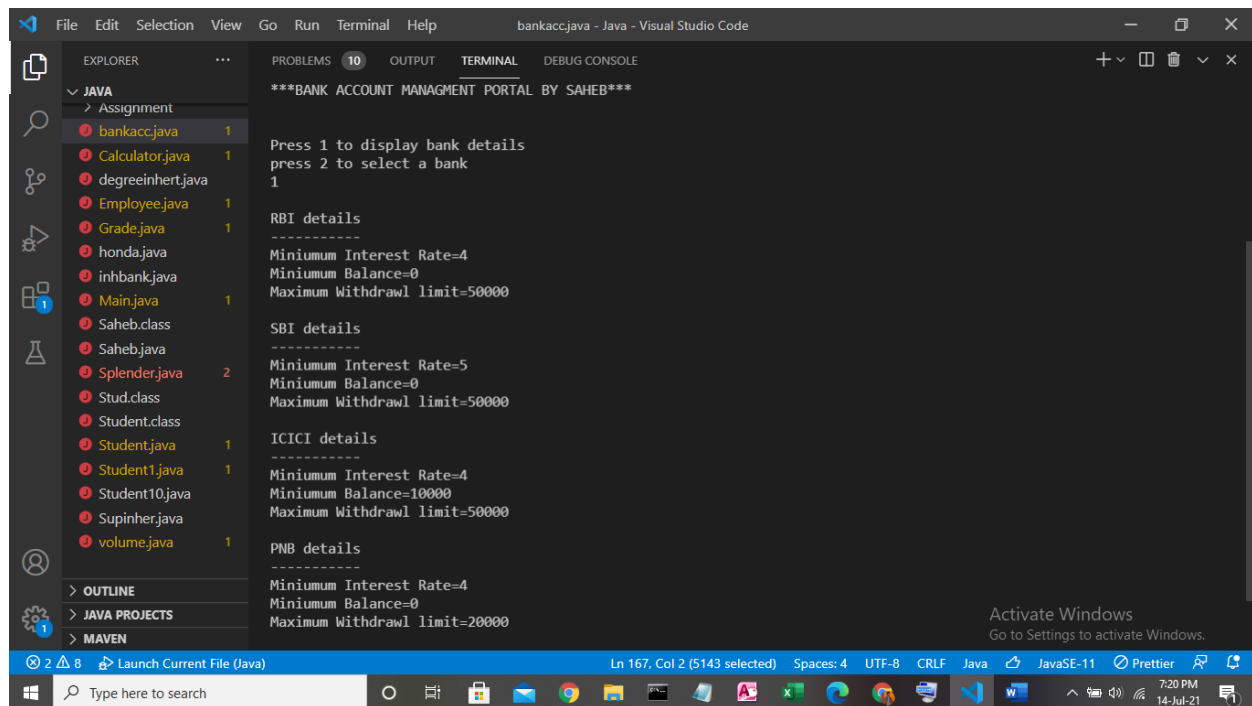 File Edit Selection View Go Run Terminal Help bankacc.java - Java - Visual Studio Code
EXPLORER ...
JAVA
Assignment
bankacc.java 1
Calculator.java 1
degreeinhert.java
Employee.java 1
Grade.java 1
honda.java
inhbank.java
Main.java 1
Saheb.class
Saheb.java
Splender.java 2
Stud.class
Student.class
Student.java 1
Student1.java 1
Student10.java
Supinher.java
volume.java 1
OUTLINE
JAVA PROJECTS
MAVEN
1
1
PROBLEMS 10 OUTPUT TERMINAL DEBUG CONSOLE
***BANK ACCOUNT MANAGMENT PORTAL BY SAHEB***
Press 1 to display bank details
press 2 to select a bank
1
RBI details
-----------
Miniumum Interest Rate=4
Miniumum Balance=0
Maximum Withdrawl limit=50000
SBI details
-----------
Miniumum Interest Rate=5
Miniumum Balance=0
Maximum Withdrawl limit=50000
ICICI details
-----------
Miniumum Interest Rate=4
Miniumum Balance=10000
Maximum Withdrawl limit=50000
PNB details
-----------
Miniumum Interest Rate=4
Miniumum Balance=0
Maximum Withdrawl limit=20000
Activate Windows
Go to Settings to activate Windows.
2 8 Launch Current File (Java) Ln 167, Col 2 (5143 selected) Spaces: 4 UTF-8 CRLF Java JavaSE-11 Prettier
Type here to search
7:20 PM
14-Jul-21